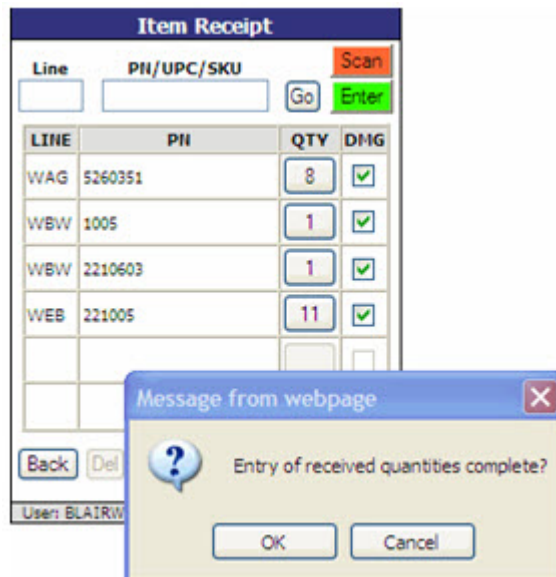 Item Receipt
Line PN/UPC/SKU Scan
Go Enter
LINE PN QTY DMG
WAG 5260351 8
WBW 1005 1
WBW 2210603 1
WEB 221005 11
Message from webpage
Entry of received quantities complete?
OK Cancel
Back Del
User: BLAIRW